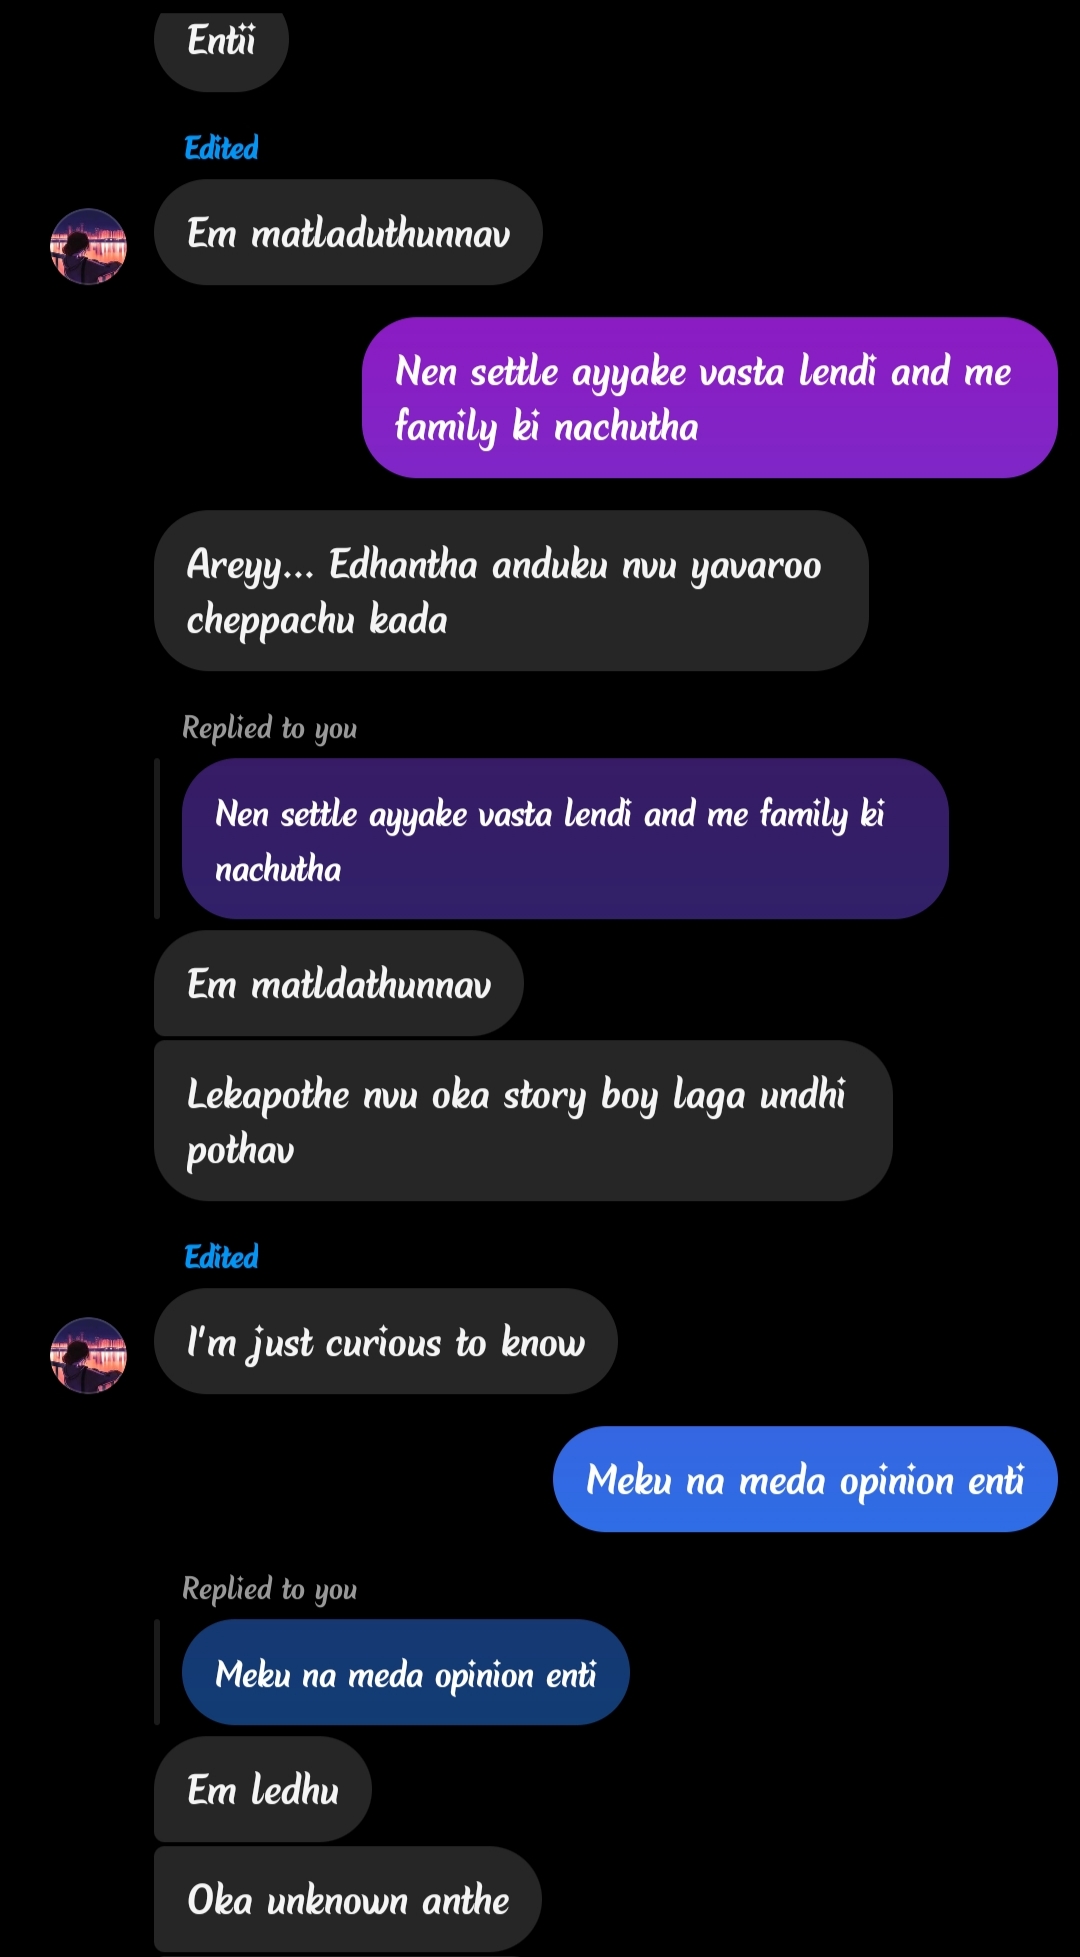 Entii
Edited
Em matladuthunnav
Nen settle ayyake vasta lendi and me
family ki nachutha
Areyy... Edhantha anduku nvu yavaroo
cheppachu kada
Replied to you
Nen settle ayyake vasta lendi and me family ki
nachutha
Em matldathunnav
Lekapothe nvu oka story boy laga undhi
pothav
Edited
I'm just curious to know
Meku na meda opinion enti
Replied to you
Meku na meda opinion enti
Em ledhu
Oka unknown anthe